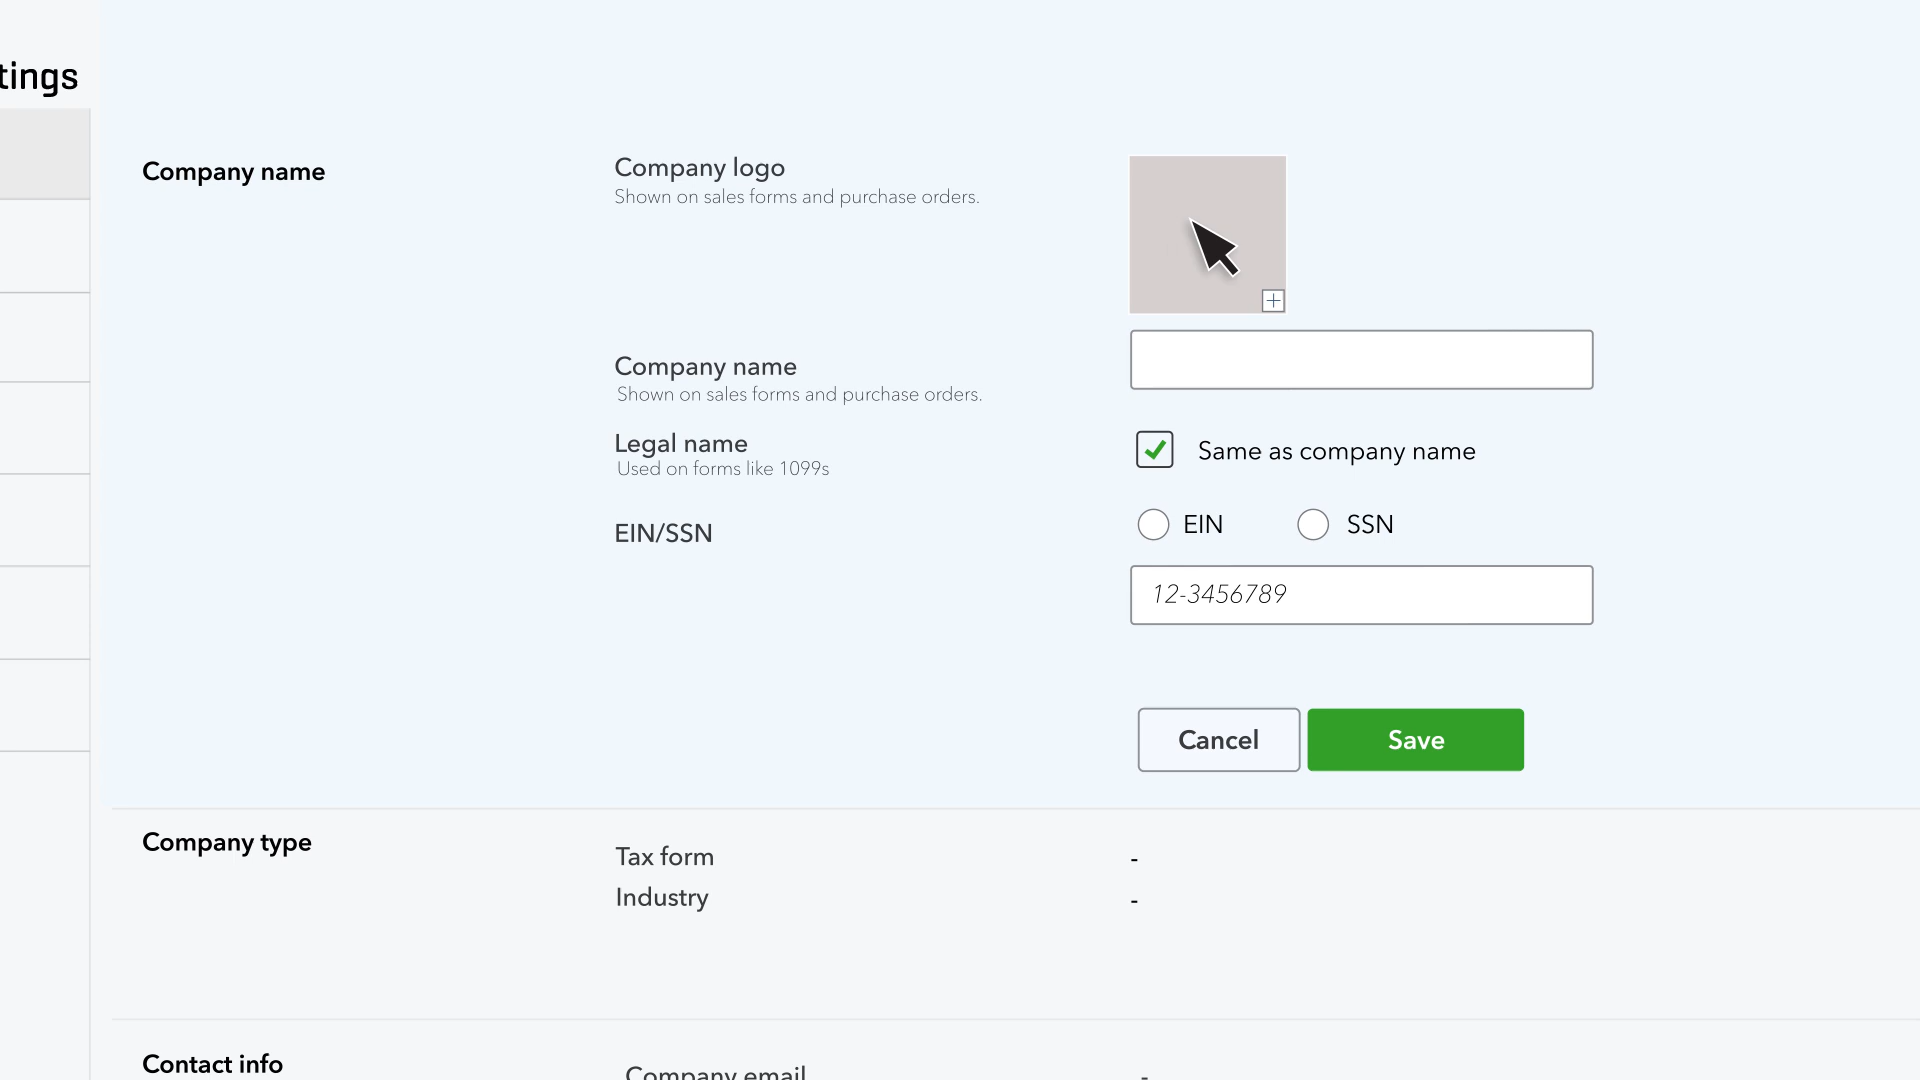 tings
Company name
Company logo
Shown on sales forms and purchase orders.
Company name
Shown on sales forms and purchase orders.
Legal name
Used on forms like 1099s
Same as company name
EIN/SSN
EIN
SSN
12-3456789
Cancel
Save
Company type
Tax form
-
Industry
-
Contact info
Company email
-